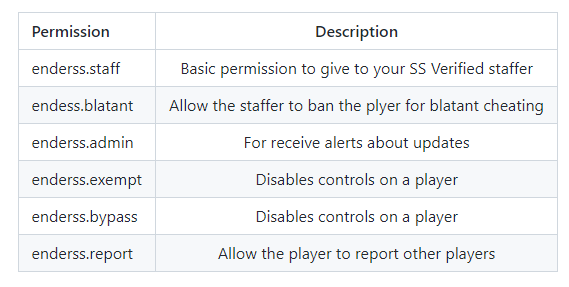 Permission Description
enderss.staff Basic permission to give to your SS Verified staffer
endess.blatant Allow the staffer to ban the plyer for blatant cheating
enderss.admin For receive alerts about updates
enderss.exempt Disables controls on a player
enderss.bypass Disables controls on a player
enderss.report Allow the player to report other players